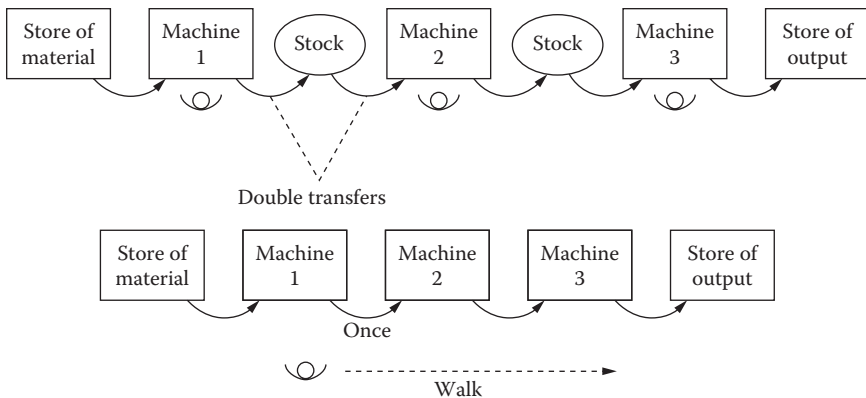 Store of
material
Machine
1
Stock
Machine
2
Stock
Machine
3
Store of
output
Double transfers
Store of
material
Machine
1
Machine
2
Machine
3
Store of
output
Once
Walk